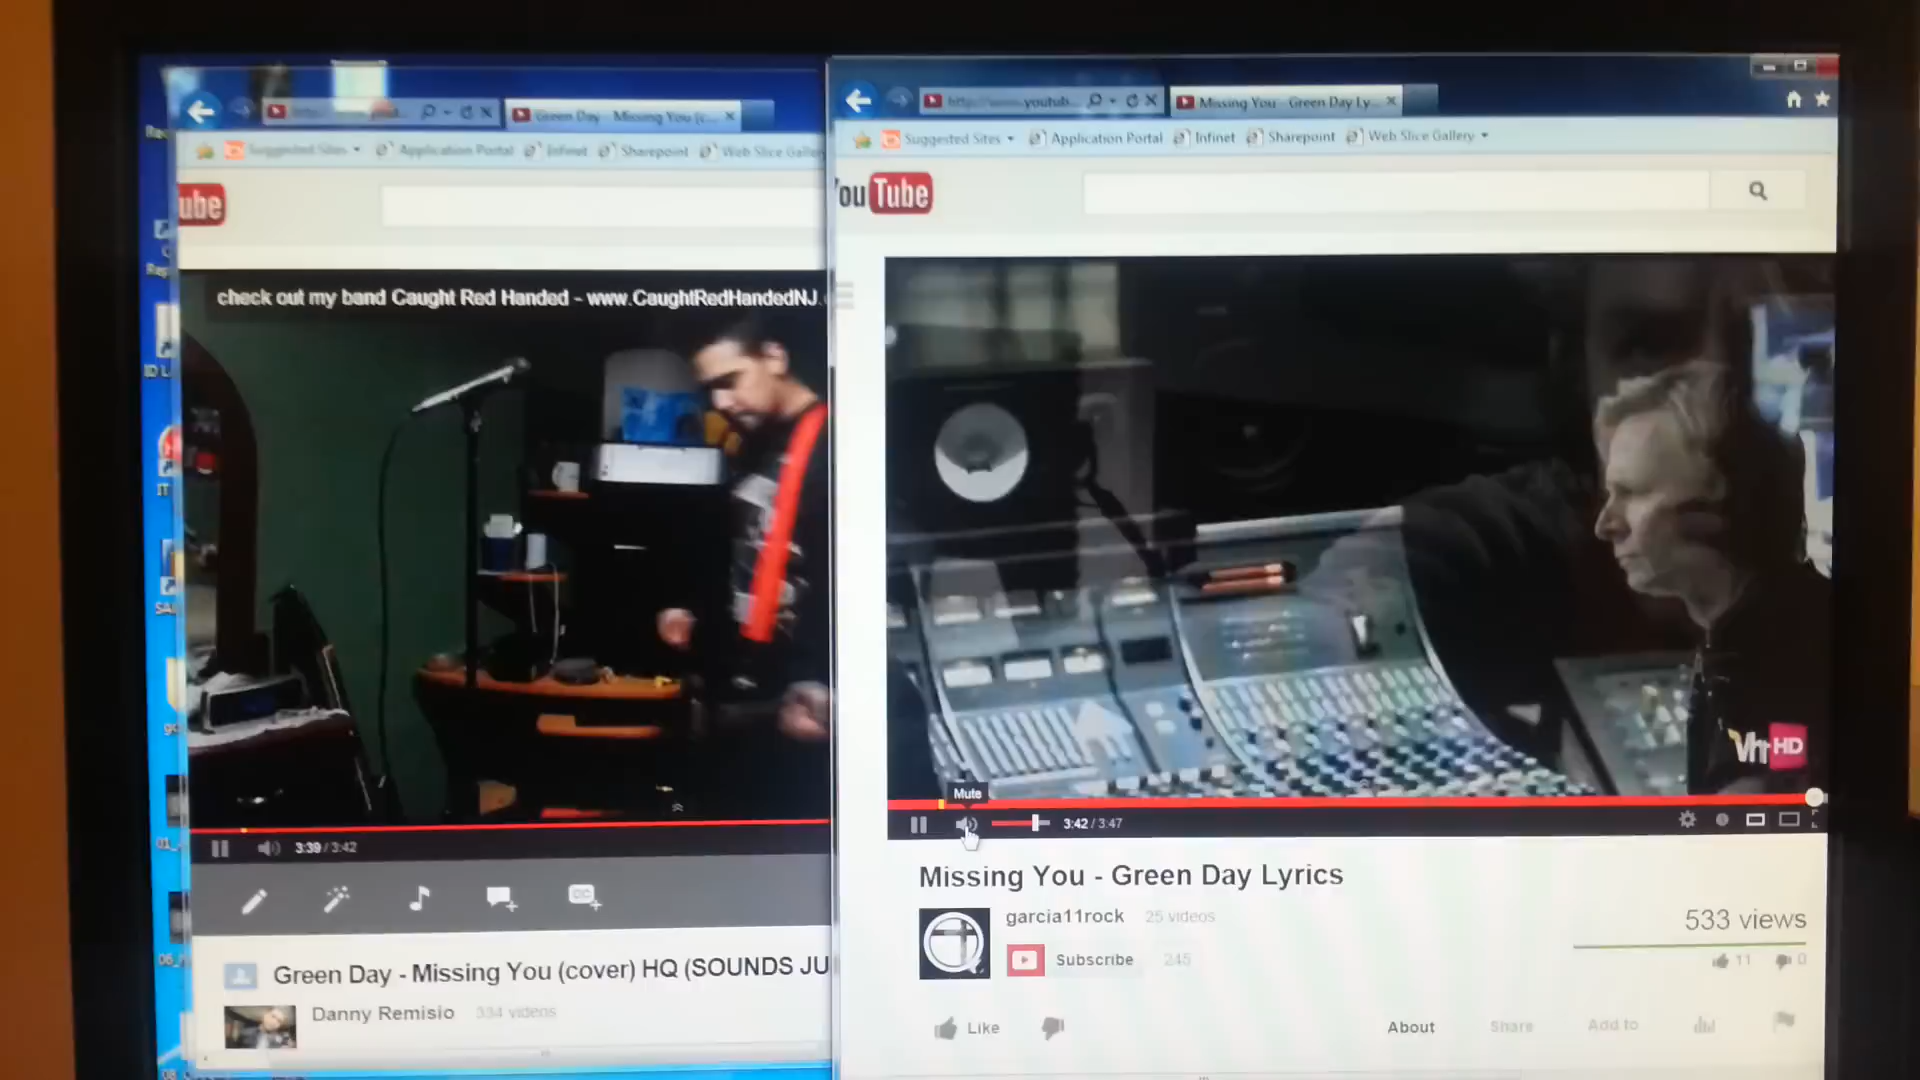 Green Day - Missing You (c...
Suggested Sites
Application Portal
Infinet
Sharepoint
Web Slice Galler
ube
check out my band Caught Red Handed - www.CaughtRedHandedNJ.
3:39 / 3:42
CC
Green Day - Missing You (cover) HQ (SOUNDS JU
Danny Remisio
334 videos
http://www.youtub...
Missing You - Green Day Ly...
Suggested Sites
Application Portal
Infinet
Sharepoint
Web Slice Gallery
ouTube
Vh1 HD
Mute
3:42 / 3:47
Missing You - Green Day Lyrics
garcia11rock
25 videos
533 views
Subscribe
245
11
0
Like
About
Share
Add to